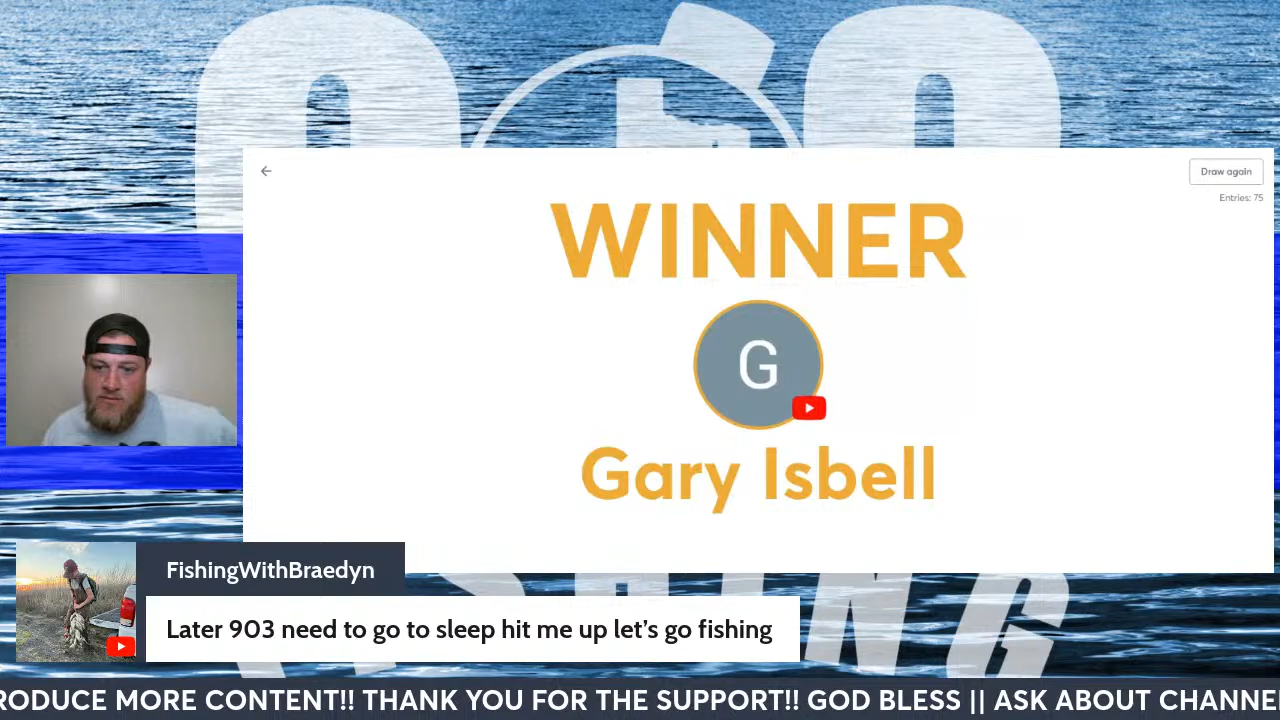 Draw again
Entries: 75
WINNER
G
Gary Isbell
FishingWithBraedyn
Later 903 need to go to sleep hit me up let's go fishing
RODUCE MORE CONTENT!! THANK YOU FOR THE SUPPORT!! GOD BLESS || ASK ABOUT CHANNE